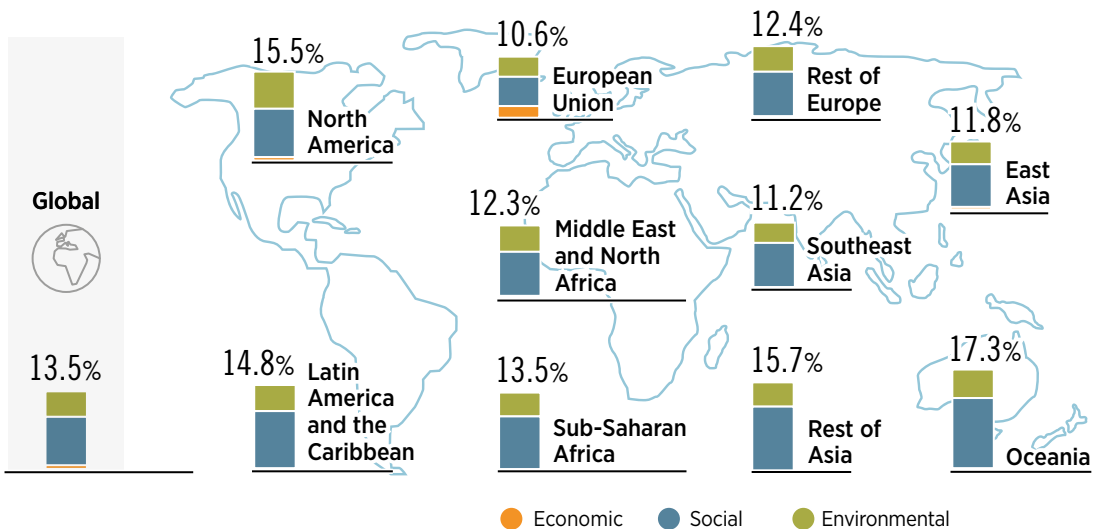 15.5%
North
America
10.6%
European
Union
12.4%
Rest of
Europe
11.8%
East
Asia
Global
12.3%
Middle East
and North
Africa
11.2%
Southeast
Asia
13.5%
14.8%
Latin
America
and the
Caribbean
13.5%
Sub-Saharan
Africa
15.7%
Rest of
Asia
17.3%
Oceania
Economic
Social
Environmental